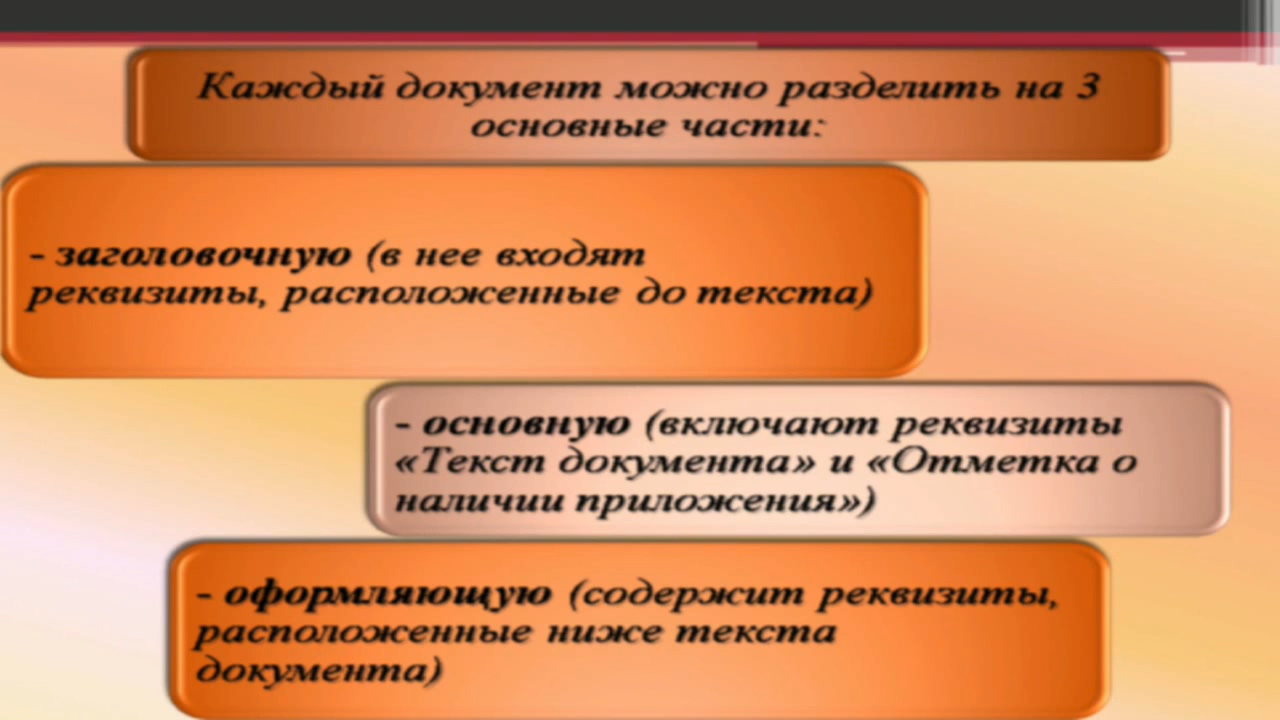 Каждый документ можно разделить на 3
основные части:
- заголовочную (в нее входят
реквизиты, расположенные до текста)
- основную (включают реквизиты
«Текст документа» и «Отметка о
наличии приложения»)
- оформляющую (содержит реквизиты,
расположенные ниже текста
документа)